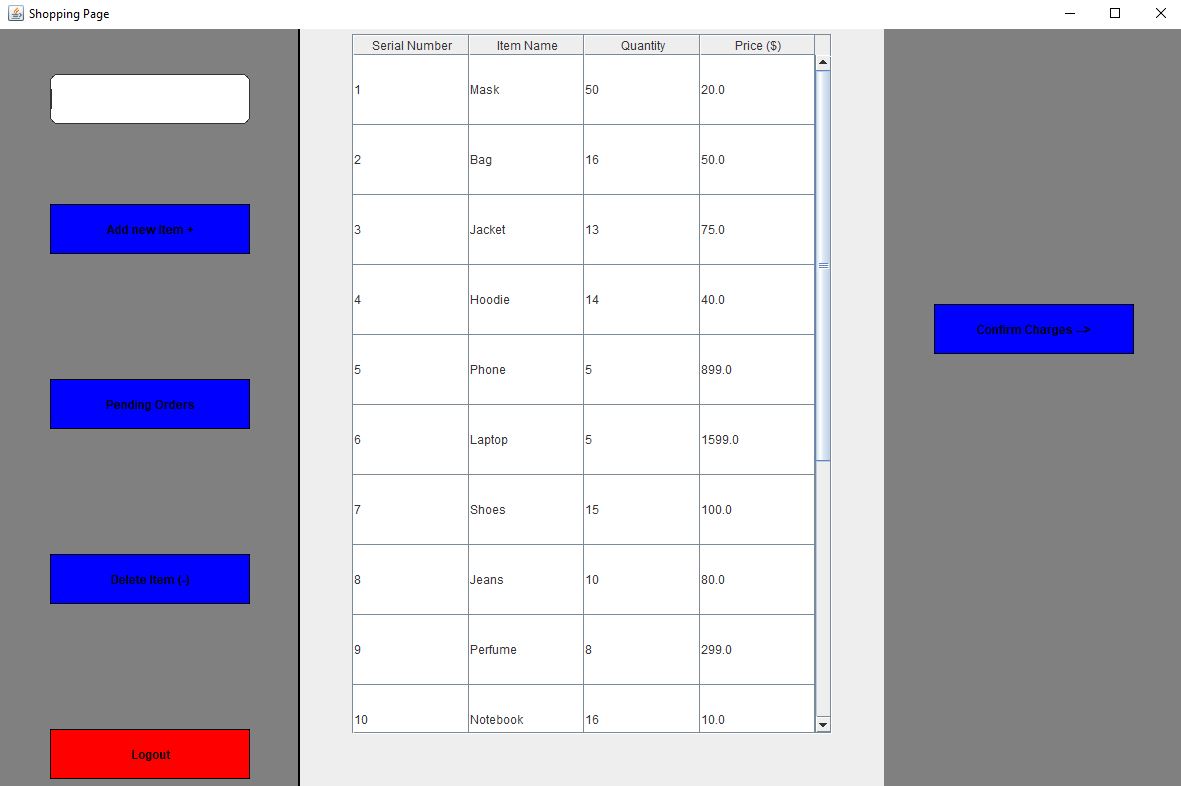 Shopping Page
Add new Item +
Pending Orders
Delete Item (-)
Logout
Serial Number Item Name Quantity Price ($)
1 Mask 50 20.0
2 Bag 16 50.0
3 Jacket 13 75.0
4 Hoodie 14 40.0
5 Phone 5 899.0
6 Laptop 5 1599.0
7 Shoes 15 100.0
8 Jeans 10 80.0
9 Perfume 8 299.0
10 Notebook 16 10.0
Confirm Charges -->